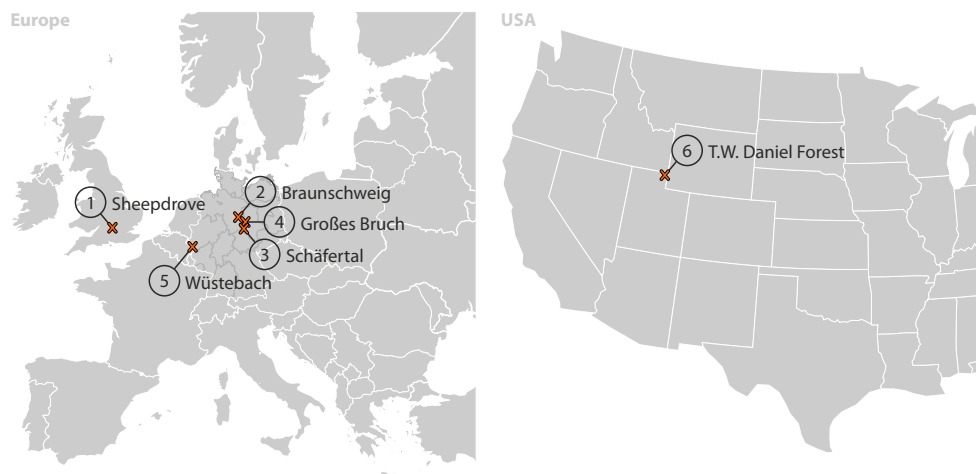 Europe
USA
1 Sheepdrove
2 Braunschweig
4 Großes Bruch
3 Schäfertal
5 Wüstebach
6 T.W. Daniel Forest